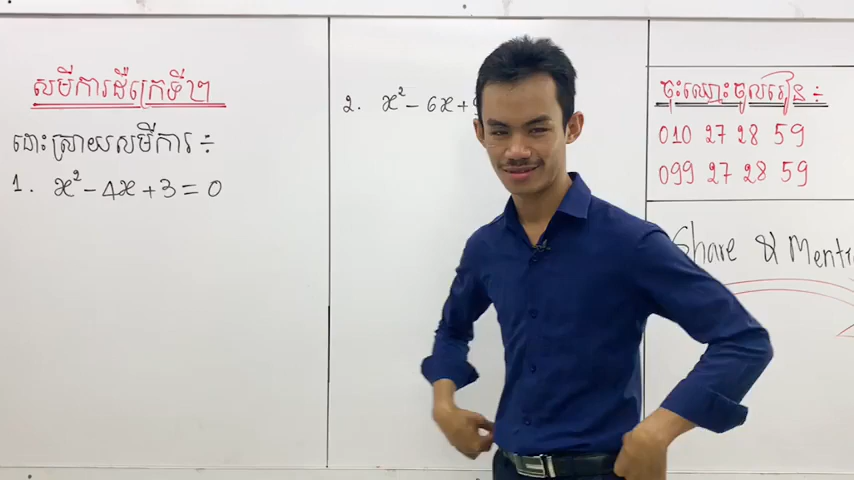 សមីការដឺក្រេទី២
ដោះស្រាយសមីការ ÷
1. x² - 4x + 3 = 0
2. x² - 6x +
ចុះឈ្មោះចូលរៀន ÷
010 27 28 59
099 27 28 59
Share & Mentr